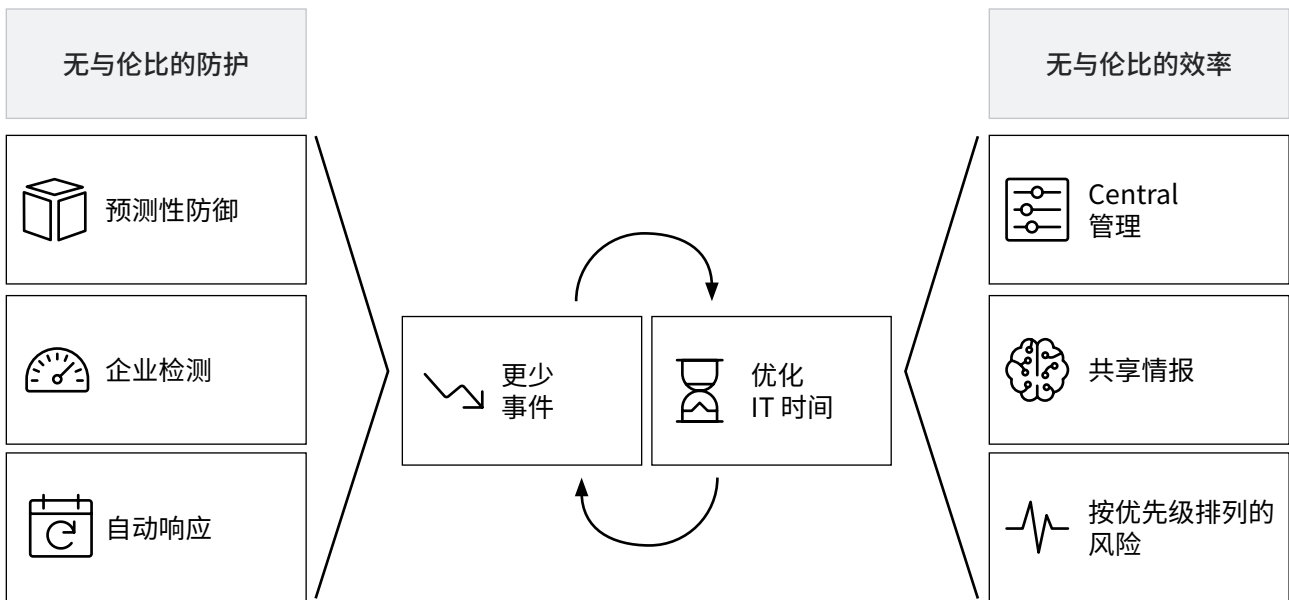 无与伦比的防护
预测性防御
企业检测
自动响应
更少
事件
优化
IT 时间
无与伦比的效率
Central
管理
共享情报
按优先级排列的
风险